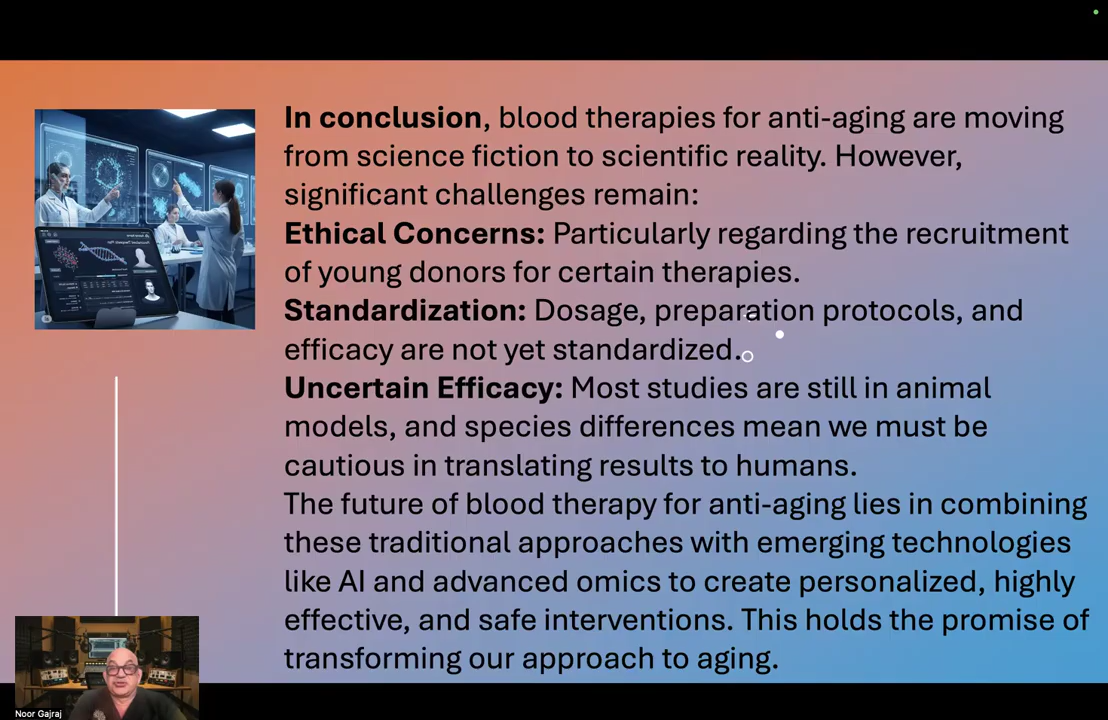 In conclusion, blood therapies for anti-aging are moving
from science fiction to scientific reality. However,
significant challenges remain:
Ethical Concerns: Particularly regarding the recruitment
of young donors for certain therapies.
Standardization: Dosage, preparation protocols, and
efficacy are not yet standardized.
Uncertain Efficacy: Most studies are still in animal
models, and species differences mean we must be
cautious in translating results to humans.
The future of blood therapy for anti-aging lies in combining
these traditional approaches with emerging technologies
like AI and advanced omics to create personalized, highly
effective, and safe interventions. This holds the promise of
transforming our approach to aging.
Noor Gajraj